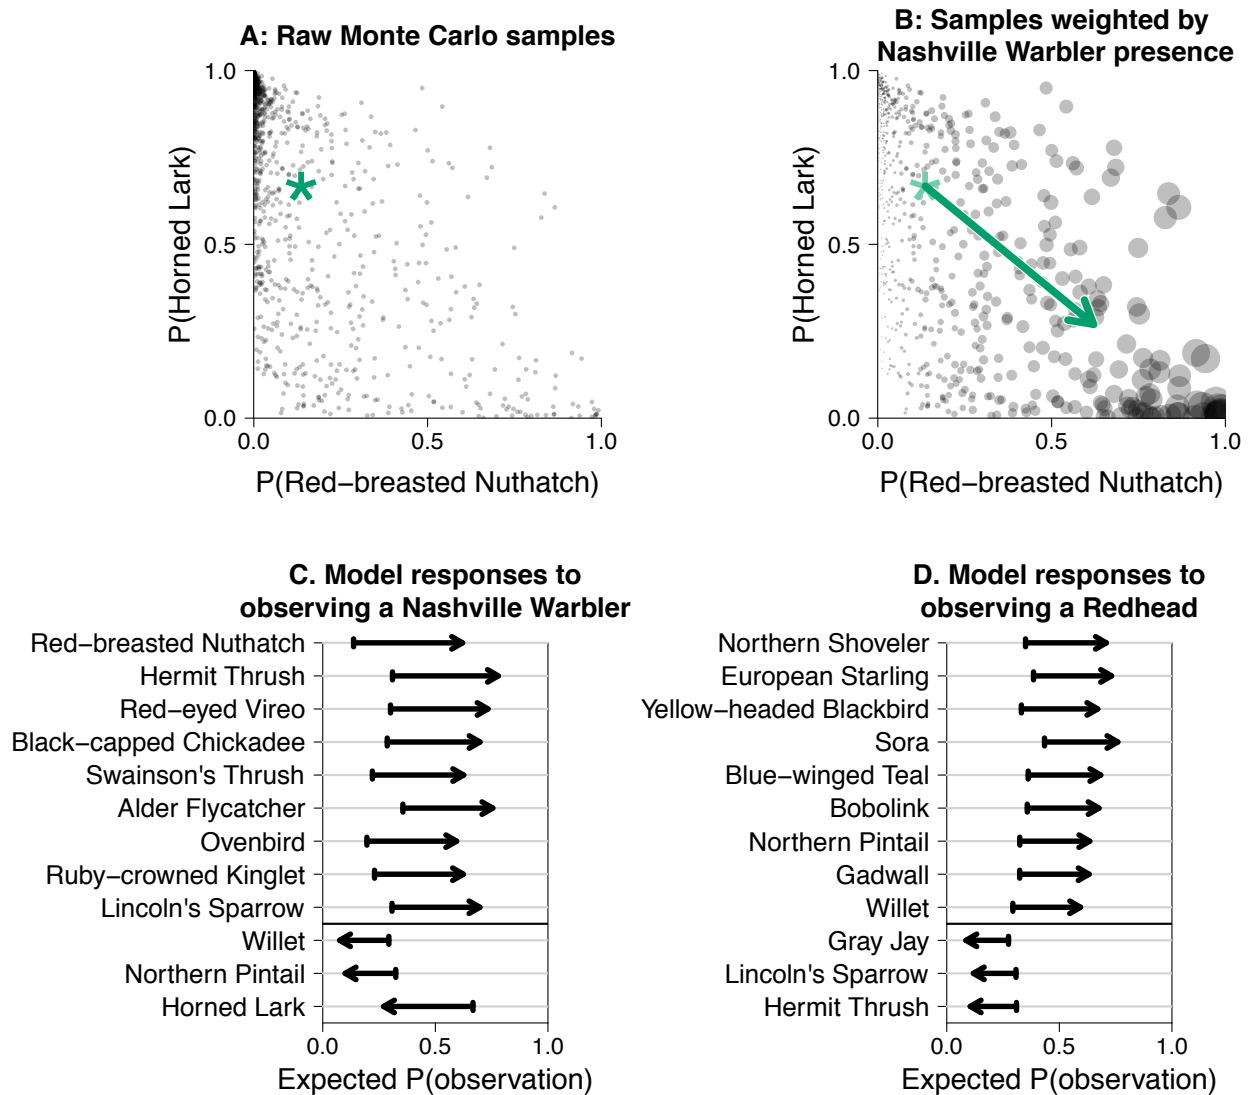 A: Raw Monte Carlo samples
1.0
0.5
0.0
P(Horned Lark)
0.0 0.5 1.0
P(Red−breasted Nuthatch)
B: Samples weighted by
Nashville Warbler presence
1.0
0.5
0.0
P(Horned Lark)
0.0 0.5 1.0
P(Red−breasted Nuthatch)
C. Model responses to
observing a Nashville Warbler
Red−breasted Nuthatch
Hermit Thrush
Red−eyed Vireo
Black−capped Chickadee
Swainson's Thrush
Alder Flycatcher
Ovenbird
Ruby−crowned Kinglet
Lincoln's Sparrow
Willet
Northern Pintail
Horned Lark
0.0 0.5 1.0
Expected P(observation)
D. Model responses to
observing a Redhead
Northern Shoveler
European Starling
Yellow−headed Blackbird
Sora
Blue−winged Teal
Bobolink
Northern Pintail
Gadwall
Willet
Gray Jay
Lincoln's Sparrow
Hermit Thrush
0.0 0.5 1.0
Expected P(observation)